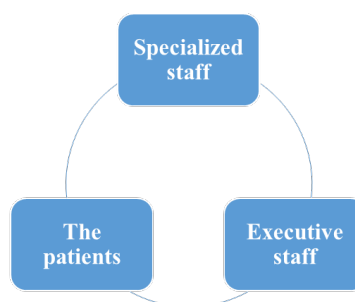 Specialized
staff
The
patients
Executive
staff